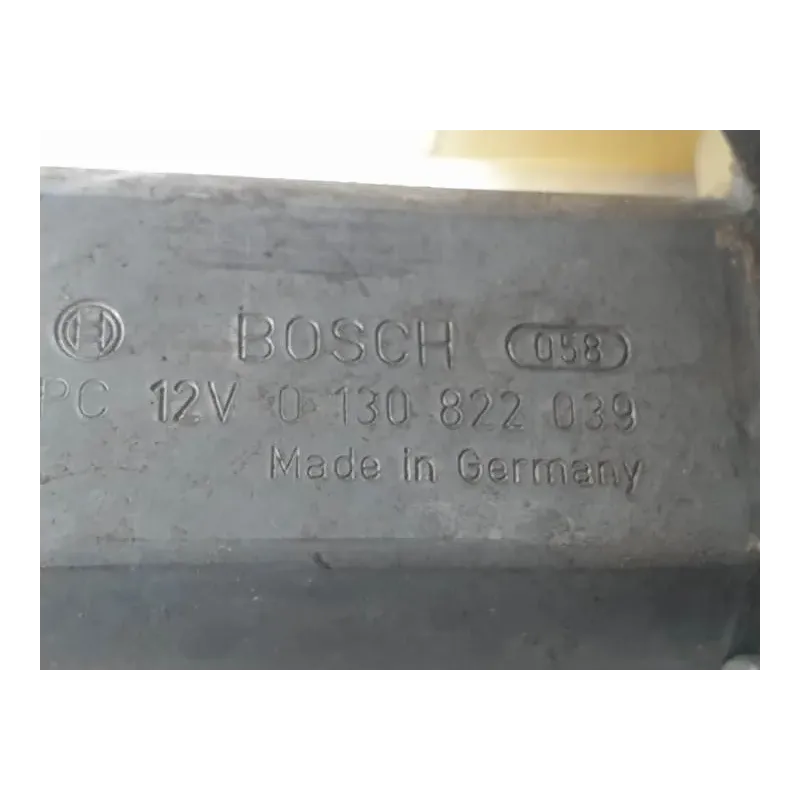 BOSCH 058
PC 12V 0 130 822 039
Made in Germany